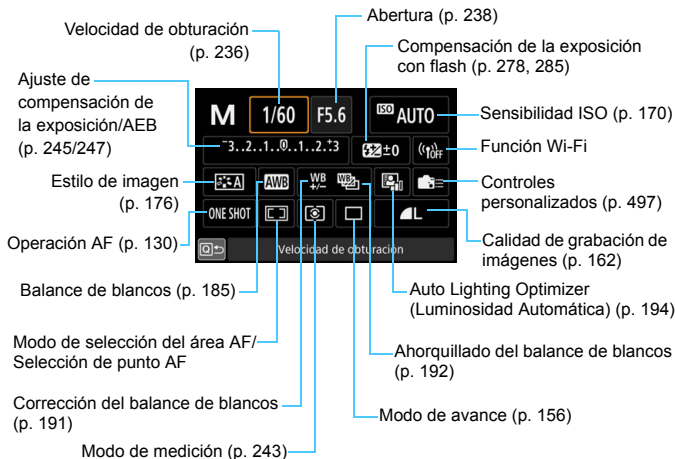 Abertura (p. 238)
Velocidad de obturación
(p. 236)
Compensación de la exposición
con flash (p. 278, 285)
Ajuste de
compensación de
la exposición/AEB
(p. 245/247)
M 1/60 F5.6 ISO AUTO
Sensibilidad ISO (p. 170)
-3..2..1..0..1..2.+3 ±0 OFF
Función Wi-Fi
Estilo de imagen
(p. 176)
A AWB WB +/- WB
Controles
personalizados (p. 497)
ONE SHOT L
Operación AF (p. 130)
Calidad de grabación de
imágenes (p. 162)
Q Velocidad de obturación
Balance de blancos (p. 185)
Auto Lighting Optimizer
(Luminosidad Automática) (p. 194)
Modo de selección del área AF/
Selección de punto AF
Ahorquillado del balance de blancos
(p. 192)
Corrección del balance de blancos
(p. 191)
Modo de avance (p. 156)
Modo de medición (p. 243)